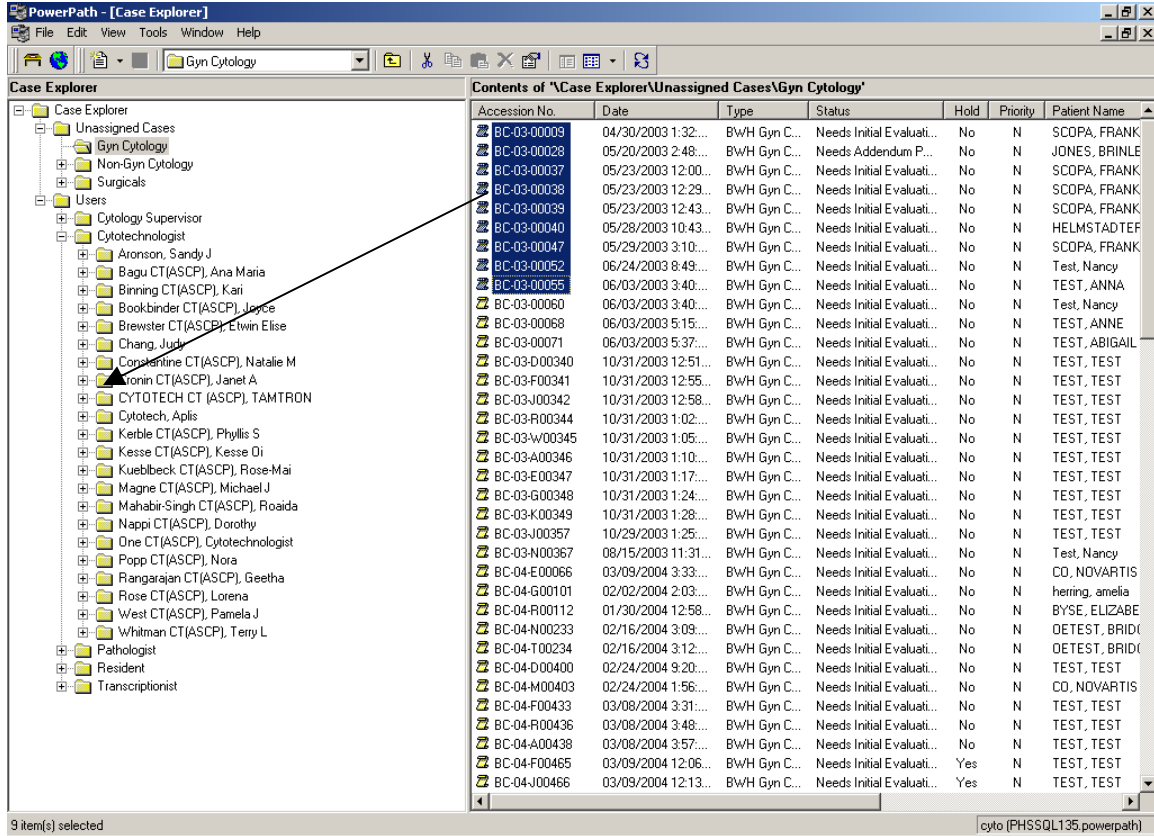 PowerPath - [Case Explorer]
File Edit View Tools Window Help
Gyn Cytology
Case Explorer
Case Explorer
Unassigned Cases
Gyn Cytology
Non-Gyn Cytology
Surgicals
Users
Cytology Supervisor
Cytotechnologist
Aronson, Sandy J
Bagu CT(ASCP), Ana Maria
Binning CT(ASCP), Kari
Bookbinder CT(ASCP), Joyce
Brewster CT(ASCP), Etwin Elise
Chang, Judy
Constantine CT(ASCP), Natalie M
ronin CT(ASCP), Janet A
CYTOTECH CT (ASCP), TAMTRON
Cytotech, Aplis
Kerble CT(ASCP), Phyllis S
Kesse CT(ASCP), Kesse Oi
Kueblbeck CT(ASCP), Rose-Mai
Magne CT(ASCP), Michael J
Mahabir-Singh CT(ASCP), Roaida
Nappi CT(ASCP), Dorothy
One CT(ASCP), Cytotechnologist
Popp CT(ASCP), Nora
Rangarajan CT(ASCP), Geetha
Rose CT(ASCP), Lorena
West CT(ASCP), Pamela J
Whitman CT(ASCP), Terry L
Pathologist
Resident
Transcriptionist
Contents of '\Case Explorer\Unassigned Cases\Gyn Cytology'
Accession No. Date Type Status Hold Priority Patient Name
BC-03-00009 04/30/2003 1:32:... BWH Gyn C... Needs Initial Evaluati... No N SCOPA, FRANK
BC-03-00028 05/20/2003 2:48:... BWH Gyn C... Needs Addendum P... No N JONES, BRINLE
BC-03-00037 05/23/2003 12:00... BWH Gyn C... Needs Initial Evaluati... No N SCOPA, FRANK
BC-03-00038 05/23/2003 12:29... BWH Gyn C... Needs Initial Evaluati... No N SCOPA, FRANK
BC-03-00039 05/23/2003 12:43... BWH Gyn C... Needs Initial Evaluati... No N SCOPA, FRANK
BC-03-00040 05/28/2003 10:43... BWH Gyn C... Needs Initial Evaluati... No N HELMSTADTER
BC-03-00047 05/29/2003 3:10:... BWH Gyn C... Needs Initial Evaluati... No N SCOPA, FRANK
BC-03-00052 06/24/2003 8:49:... BWH Gyn C... Needs Initial Evaluati... No N Test, Nancy
BC-03-00055 06/03/2003 3:40:... BWH Gyn C... Needs Initial Evaluati... No N TEST, ANNA
BC-03-00060 06/03/2003 3:40:... BWH Gyn C... Needs Initial Evaluati... No N Test, Nancy
BC-03-00068 06/03/2003 5:15:... BWH Gyn C... Needs Initial Evaluati... No N TEST, ANNE
BC-03-00071 06/03/2003 5:37:... BWH Gyn C... Needs Initial Evaluati... No N TEST, ABIGAIL
BC-03-D00340 10/31/2003 12:51... BWH Gyn C... Needs Initial Evaluati... No N TEST, TEST
BC-03-F00341 10/31/2003 12:55... BWH Gyn C... Needs Initial Evaluati... No N TEST, TEST
BC-03-J00342 10/31/2003 12:58... BWH Gyn C... Needs Initial Evaluati... No N TEST, TEST
BC-03-R00344 10/31/2003 1:02:... BWH Gyn C... Needs Initial Evaluati... No N TEST, TEST
BC-03-W00345 10/31/2003 1:05:... BWH Gyn C... Needs Initial Evaluati... No N TEST, TEST
BC-03-A00346 10/31/2003 1:10:... BWH Gyn C... Needs Initial Evaluati... No N TEST, TEST
BC-03-E00347 10/31/2003 1:17:... BWH Gyn C... Needs Initial Evaluati... No N TEST, TEST
BC-03-G00348 10/31/2003 1:24:... BWH Gyn C... Needs Initial Evaluati... No N TEST, TEST
BC-03-K00349 10/31/2003 1:28:... BWH Gyn C... Needs Initial Evaluati... No N TEST, TEST
BC-03-J00357 10/29/2003 1:25:... BWH Gyn C... Needs Initial Evaluati... No N TEST, TEST
BC-03-N00367 08/15/2003 11:31... BWH Gyn C... Needs Initial Evaluati... No N Test, Nancy
BC-04-E00066 03/09/2004 3:33:... BWH Gyn C... Needs Initial Evaluati... No N CO, NOVARTIS
BC-04-G00101 02/02/2004 2:03:... BWH Gyn C... Needs Initial Evaluati... No N herring, amelia
BC-04-R00112 01/30/2004 12:58... BWH Gyn C... Needs Initial Evaluati... No N BYSE, ELIZABE
BC-04-N00233 02/16/2004 3:09:... BWH Gyn C... Needs Initial Evaluati... No N OETEST, BRIDG
BC-04-T00234 02/16/2004 3:12:... BWH Gyn C... Needs Initial Evaluati... No N OETEST, BRIDG
BC-04-D00400 02/24/2004 9:20:... BWH Gyn C... Needs Initial Evaluati... No N TEST, TEST
BC-04-M00403 02/24/2004 1:56:... BWH Gyn C... Needs Initial Evaluati... No N CO, NOVARTIS
BC-04-F00433 03/08/2004 3:31:... BWH Gyn C... Needs Initial Evaluati... No N TEST, TEST
BC-04-R00436 03/08/2004 3:48:... BWH Gyn C... Needs Initial Evaluati... No N TEST, TEST
BC-04-A00438 03/08/2004 3:57:... BWH Gyn C... Needs Initial Evaluati... No N TEST, TEST
BC-04-F00465 03/09/2004 12:06... BWH Gyn C... Needs Initial Evaluati... Yes N TEST, TEST
BC-04-J00466 03/09/2004 12:13... BWH Gyn C... Needs Initial Evaluati... Yes N TEST, TEST
9 item(s) selected
cyto (PHSSQL135.powerpath)